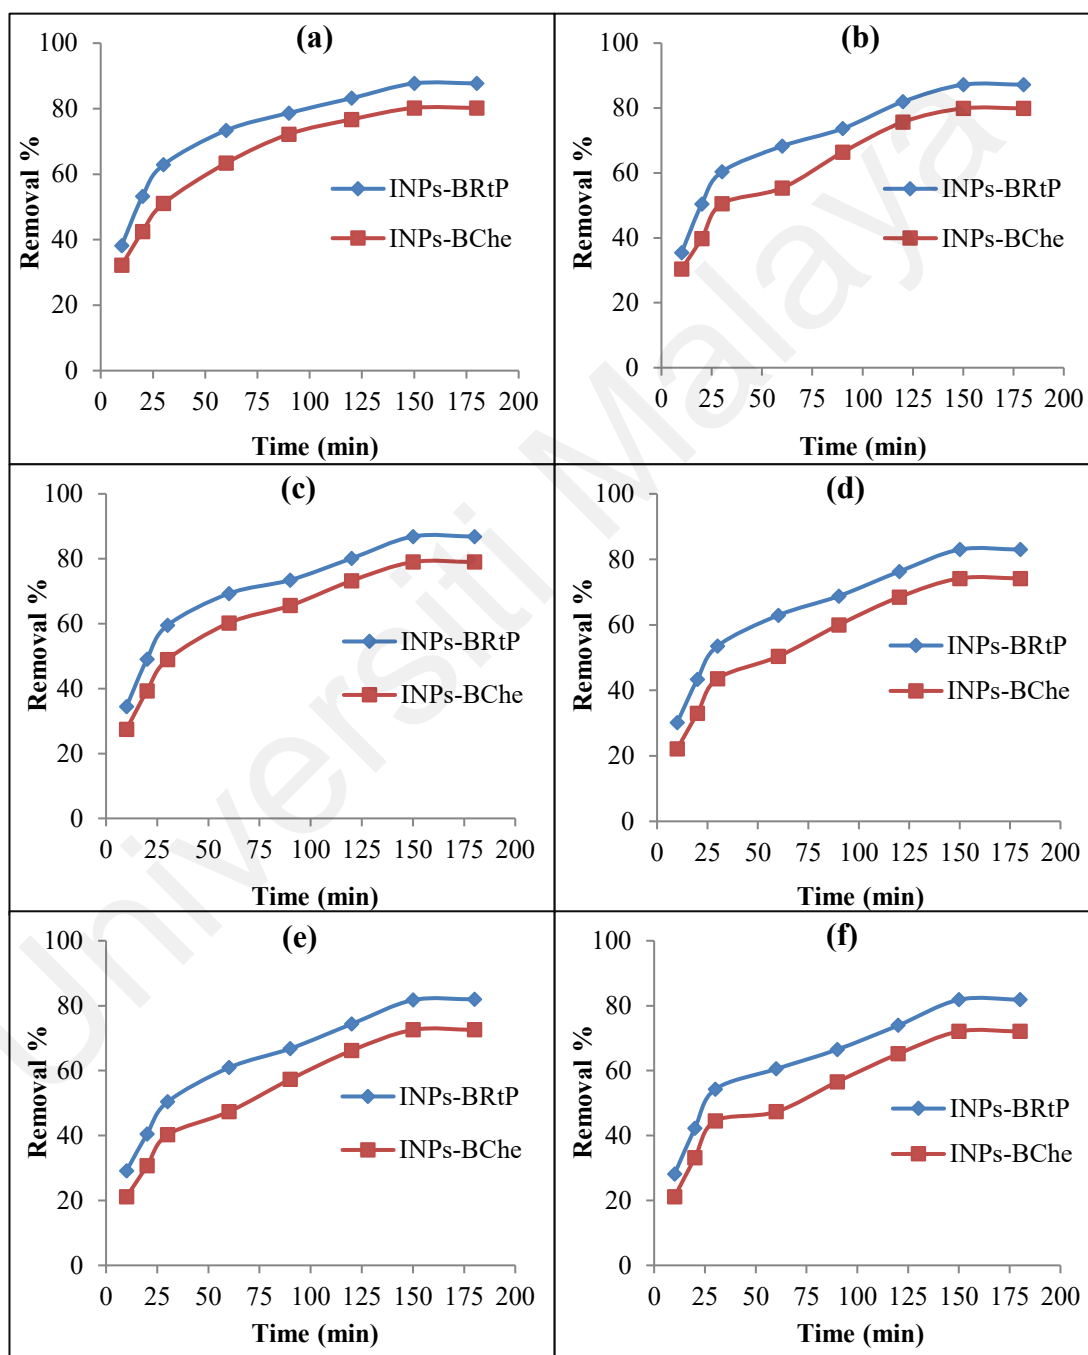 (a)
100
80
60
40
20
0
Removal %
INPs-BRtP
INPs-BChe
0 25 50 75 100 125 150 175 200
Time (min)
(b)
100
80
60
40
20
0
Removal %
INPs-BRtP
INPs-BChe
0 25 50 75 100 125 150 175 200
Time (min)
(c)
100
80
60
40
20
0
Removal %
INPs-BRtP
INPs-BChe
0 25 50 75 100 125 150 175 200
Time (min)
(d)
100
80
60
40
20
0
Removal %
INPs-BRtP
INPs-BChe
0 25 50 75 100 125 150 175 200
Time (min)
(e)
100
80
60
40
20
0
Removal %
INPs-BRtP
INPs-BChe
0 25 50 75 100 125 150 175 200
Time (min)
(f)
100
80
60
40
20
0
Removal %
INPs-BRtP
INPs-BChe
0 25 50 75 100 125 150 175 200
Time (min)
Universiti Malaya